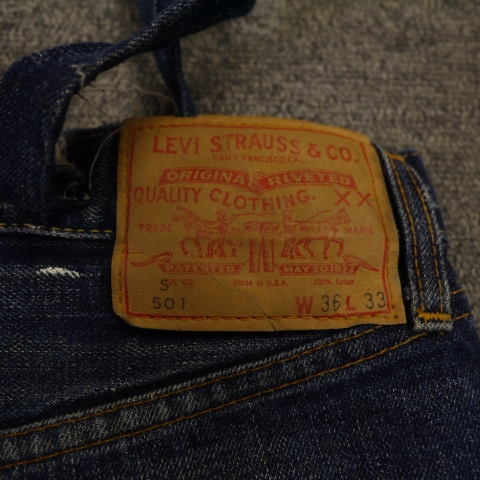 LEVI STRAUSS & CO.
SAN FRANCISCO CAL.
ORIGINAL RIVETED
QUALITY CLOTHING. XX
TRADE MARK
PATENTED MAY 20 1873
Made in U.S.A. 100% Cotton
S
501 W 36 L 33